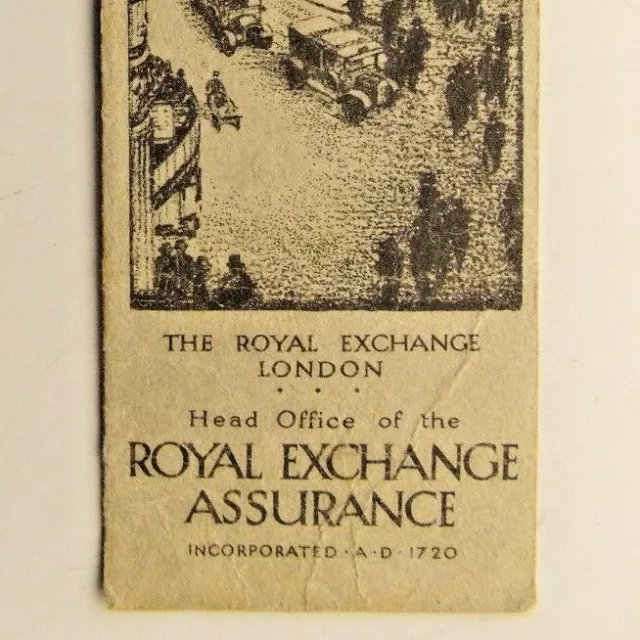 THE ROYAL EXCHANGE
LONDON
Head Office of the
ROYAL EXCHANGE
ASSURANCE
INCORPORATED · A · D · 1720